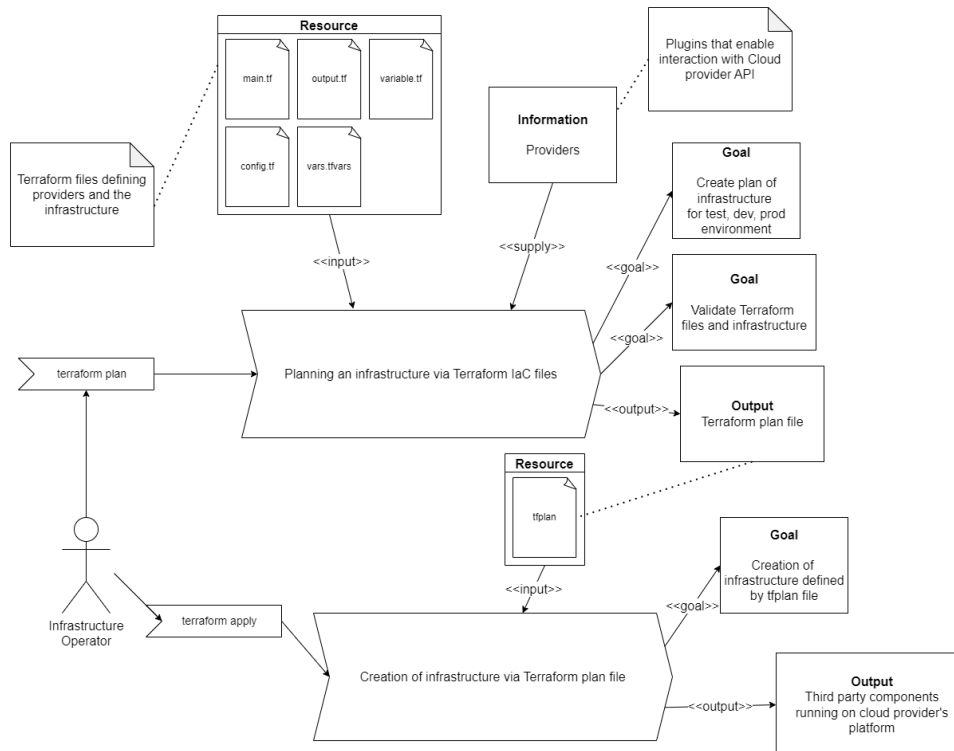 Resource
main.tf
output.tf
variable.tf
config.tf
vars.tfvars
Plugins that enable
interaction with Cloud
provider API
Information
Providers
Terraform files defining
providers and the
infrastructure
Goal
Create plan of
infrastructure
for test, dev, prod
environment
<<input>>
<<supply>>
<<goal>>
Goal
Validate Terraform
files and infrastructure
<<goal>>
terraform plan
Planning an infrastructure via Terraform IaC files
<<output>>
Output
Terraform plan file
Resource
tfplan
Goal
Creation of
infrastructure defined
by tfplan file
<<input>>
<<goal>>
Infrastructure
Operator
terraform apply
Creation of infrastructure via Terraform plan file
<<output>>
Output
Third party components
running on cloud provider's
platform